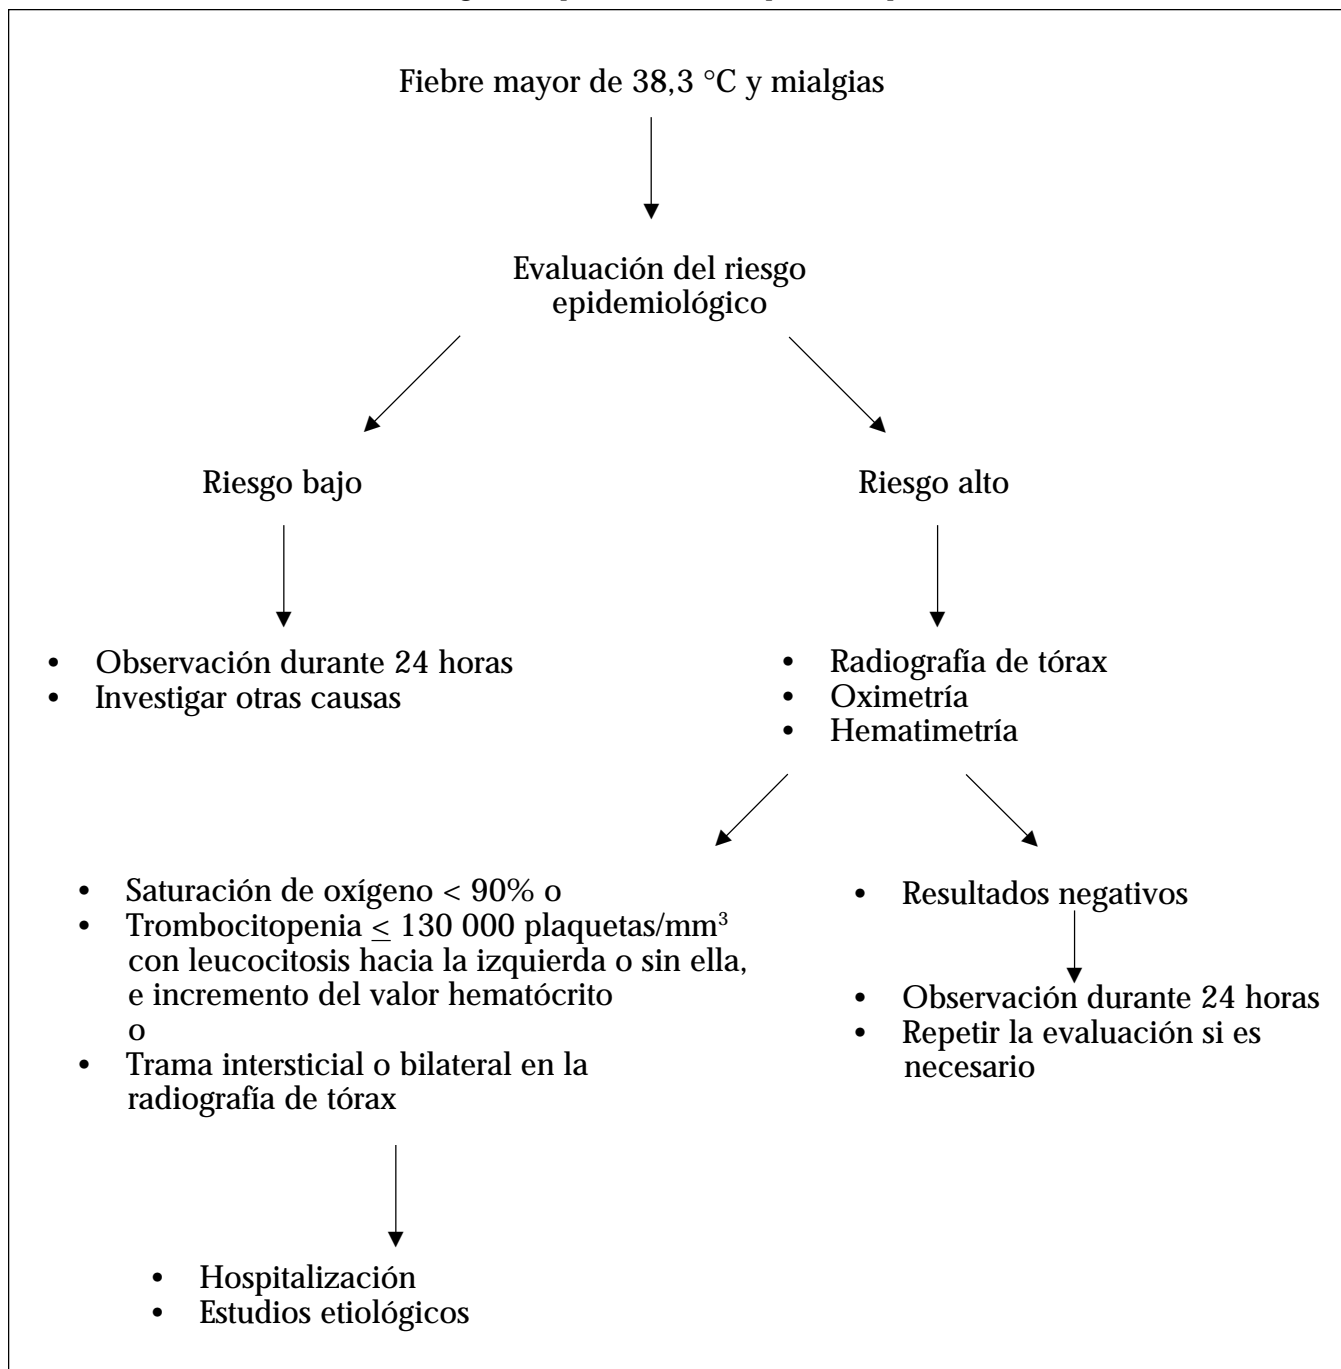 Fiebre mayor de 38,3 °C y mialgias
Evaluación del riesgo
epidemiológico
Riesgo bajo
Riesgo alto
• Observación durante 24 horas
• Investigar otras causas
• Radiografía de tórax
• Oximetría
• Hematimetría
• Saturación de oxígeno < 90% o
• Trombocitopenia ≤ 130 000 plaquetas/mm³
con leucocitosis hacia la izquierda o sin ella,
e incremento del valor hematócrito
o
• Trama intersticial o bilateral en la
radiografía de tórax
• Resultados negativos
• Observación durante 24 horas
• Repetir la evaluación si es
necesario
• Hospitalización
• Estudios etiológicos